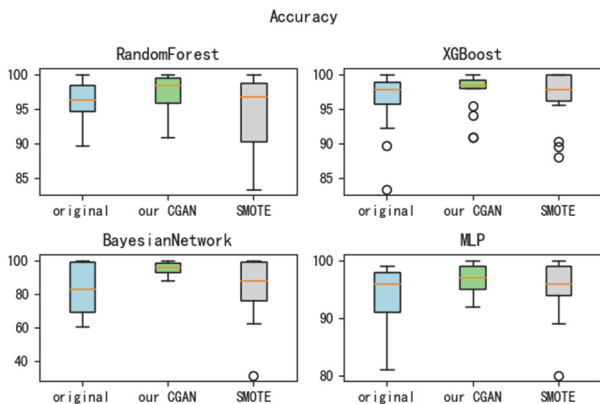 Accuracy
RandomForest
100
95
90
85
original our CGAN SMOTE
XGBoost
100
95
90
85
original our CGAN SMOTE
BayesianNetwork
100
80
60
40
original our CGAN SMOTE
MLP
100
90
80
original our CGAN SMOTE